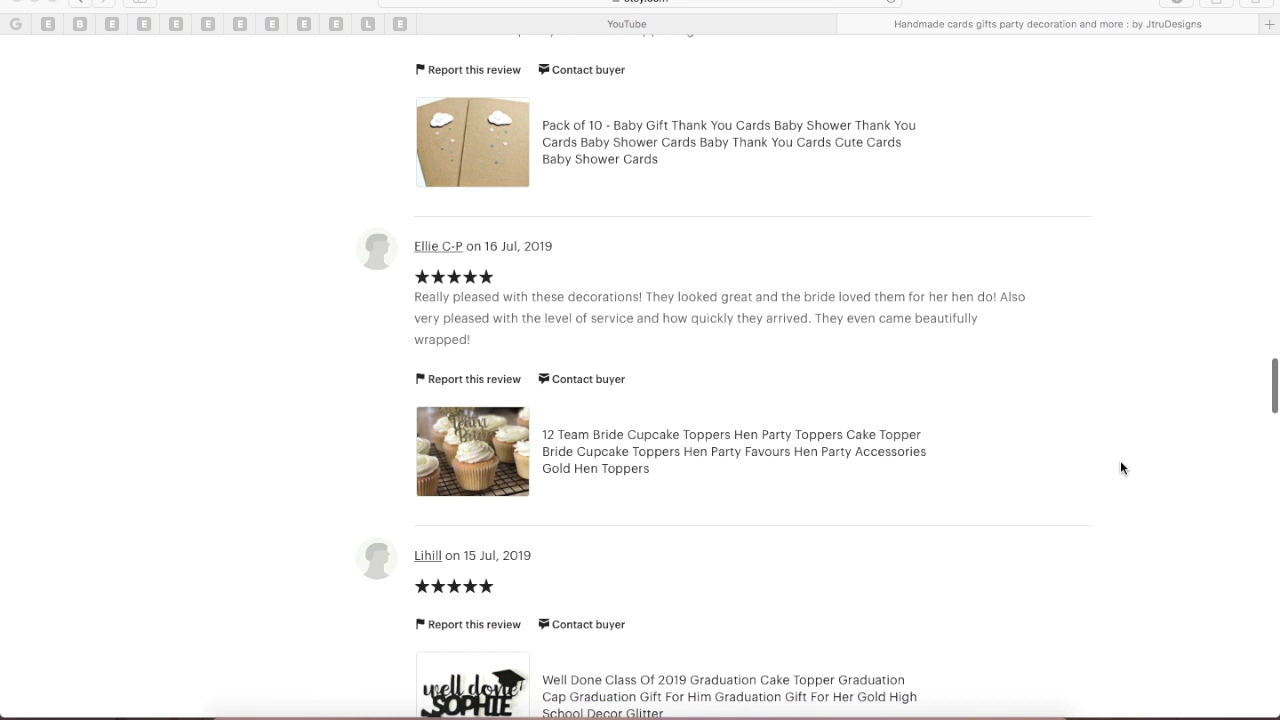 etsy.com
G E B E E E E E E E E L E
YouTube
Handmade cards gifts party decoration and more : by JtruDesigns
Report this review
Contact buyer
Pack of 10 - Baby Gift Thank You Cards Baby Shower Thank You
Cards Baby Shower Cards Baby Thank You Cards Cute Cards
Baby Shower Cards
Ellie C-P on 16 Jul, 2019
Really pleased with these decorations! They looked great and the bride loved them for her hen do! Also
very pleased with the level of service and how quickly they arrived. They even came beautifully
wrapped!
Report this review
Contact buyer
Team
Bride
12 Team Bride Cupcake Toppers Hen Party Toppers Cake Topper
Bride Cupcake Toppers Hen Party Favours Hen Party Accessories
Gold Hen Toppers
Lihill on 15 Jul, 2019
Report this review
Contact buyer
well done
SOPHIE
Well Done Class Of 2019 Graduation Cake Topper Graduation
Cap Graduation Gift For Him Graduation Gift For Her Gold High
School Decor Glitter